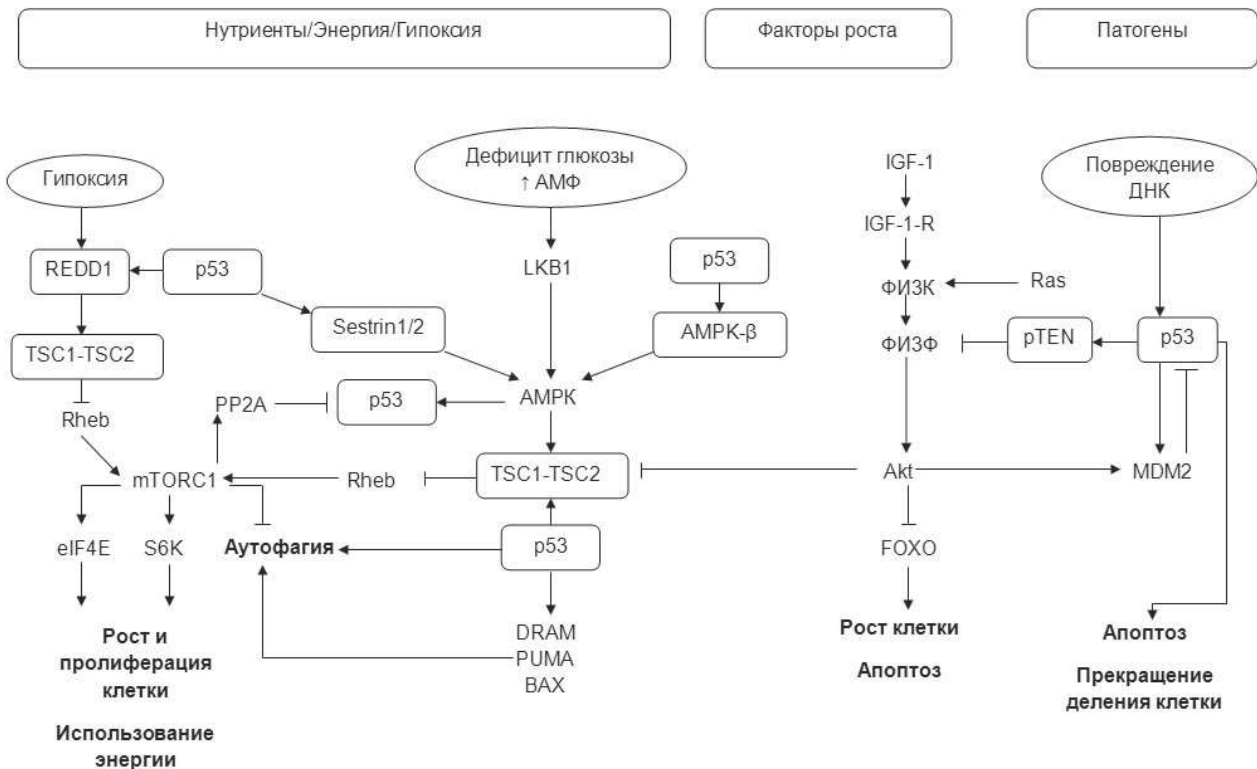 Нутриенты/Энергия/Гипоксия
Факторы роста
Патогены
Гипоксия
Дефицит глюкозы
↑ АМФ
IGF-1
Повреждение
ДНК
IGF-1-R
REDD1
p53
LKB1
p53
ФИ3К
Ras
Sestrin1/2
AMPK-β
TSC1-TSC2
ФИ3Ф
pTEN
p53
PP2A
p53
AMPK
Rheb
mTORC1
Rheb
TSC1-TSC2
Akt
MDM2
eIF4E
S6K
Аутофагия
p53
FOXO
Рост и
пролиферация
клетки
Использование
энергии
DRAM
PUMA
BAX
Рост клетки
Апоптоз
Апоптоз
Прекращение
деления клетки